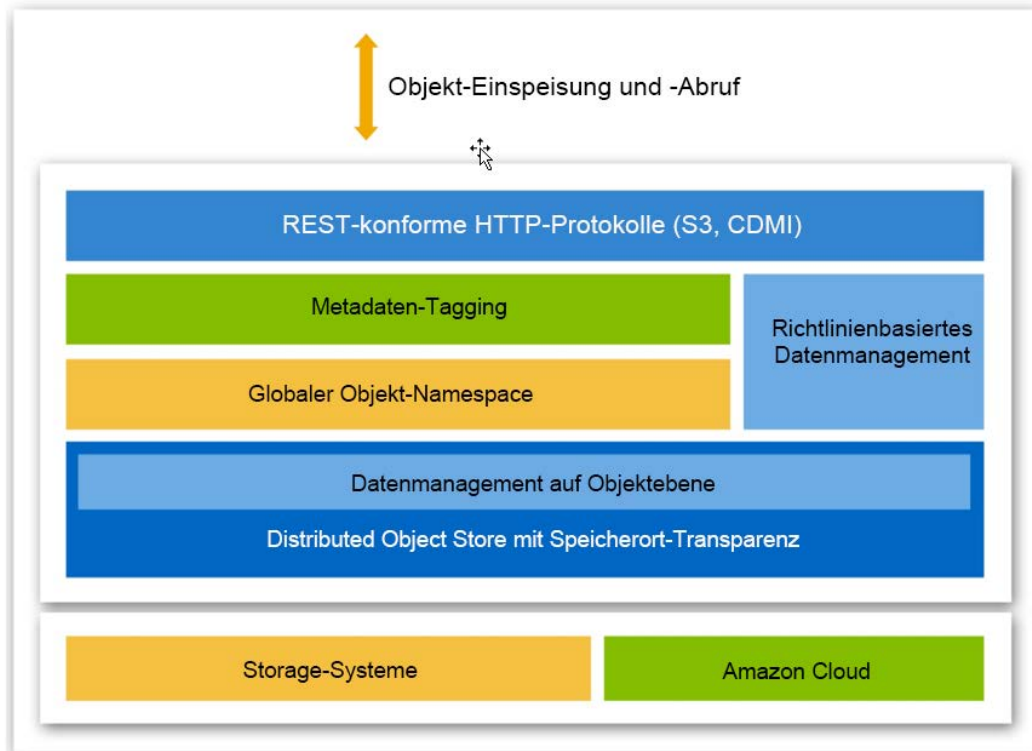 Objekt-Einspeisung und -Abruf
REST-konforme HTTP-Protokolle (S3, CDMI)
Metadaten-Tagging
Richtlinienbasiertes
Datenmanagement
Globaler Objekt-Namespace
Datenmanagement auf Objektebene
Distributed Object Store mit Speicherort-Transparenz
Storage-Systeme
Amazon Cloud